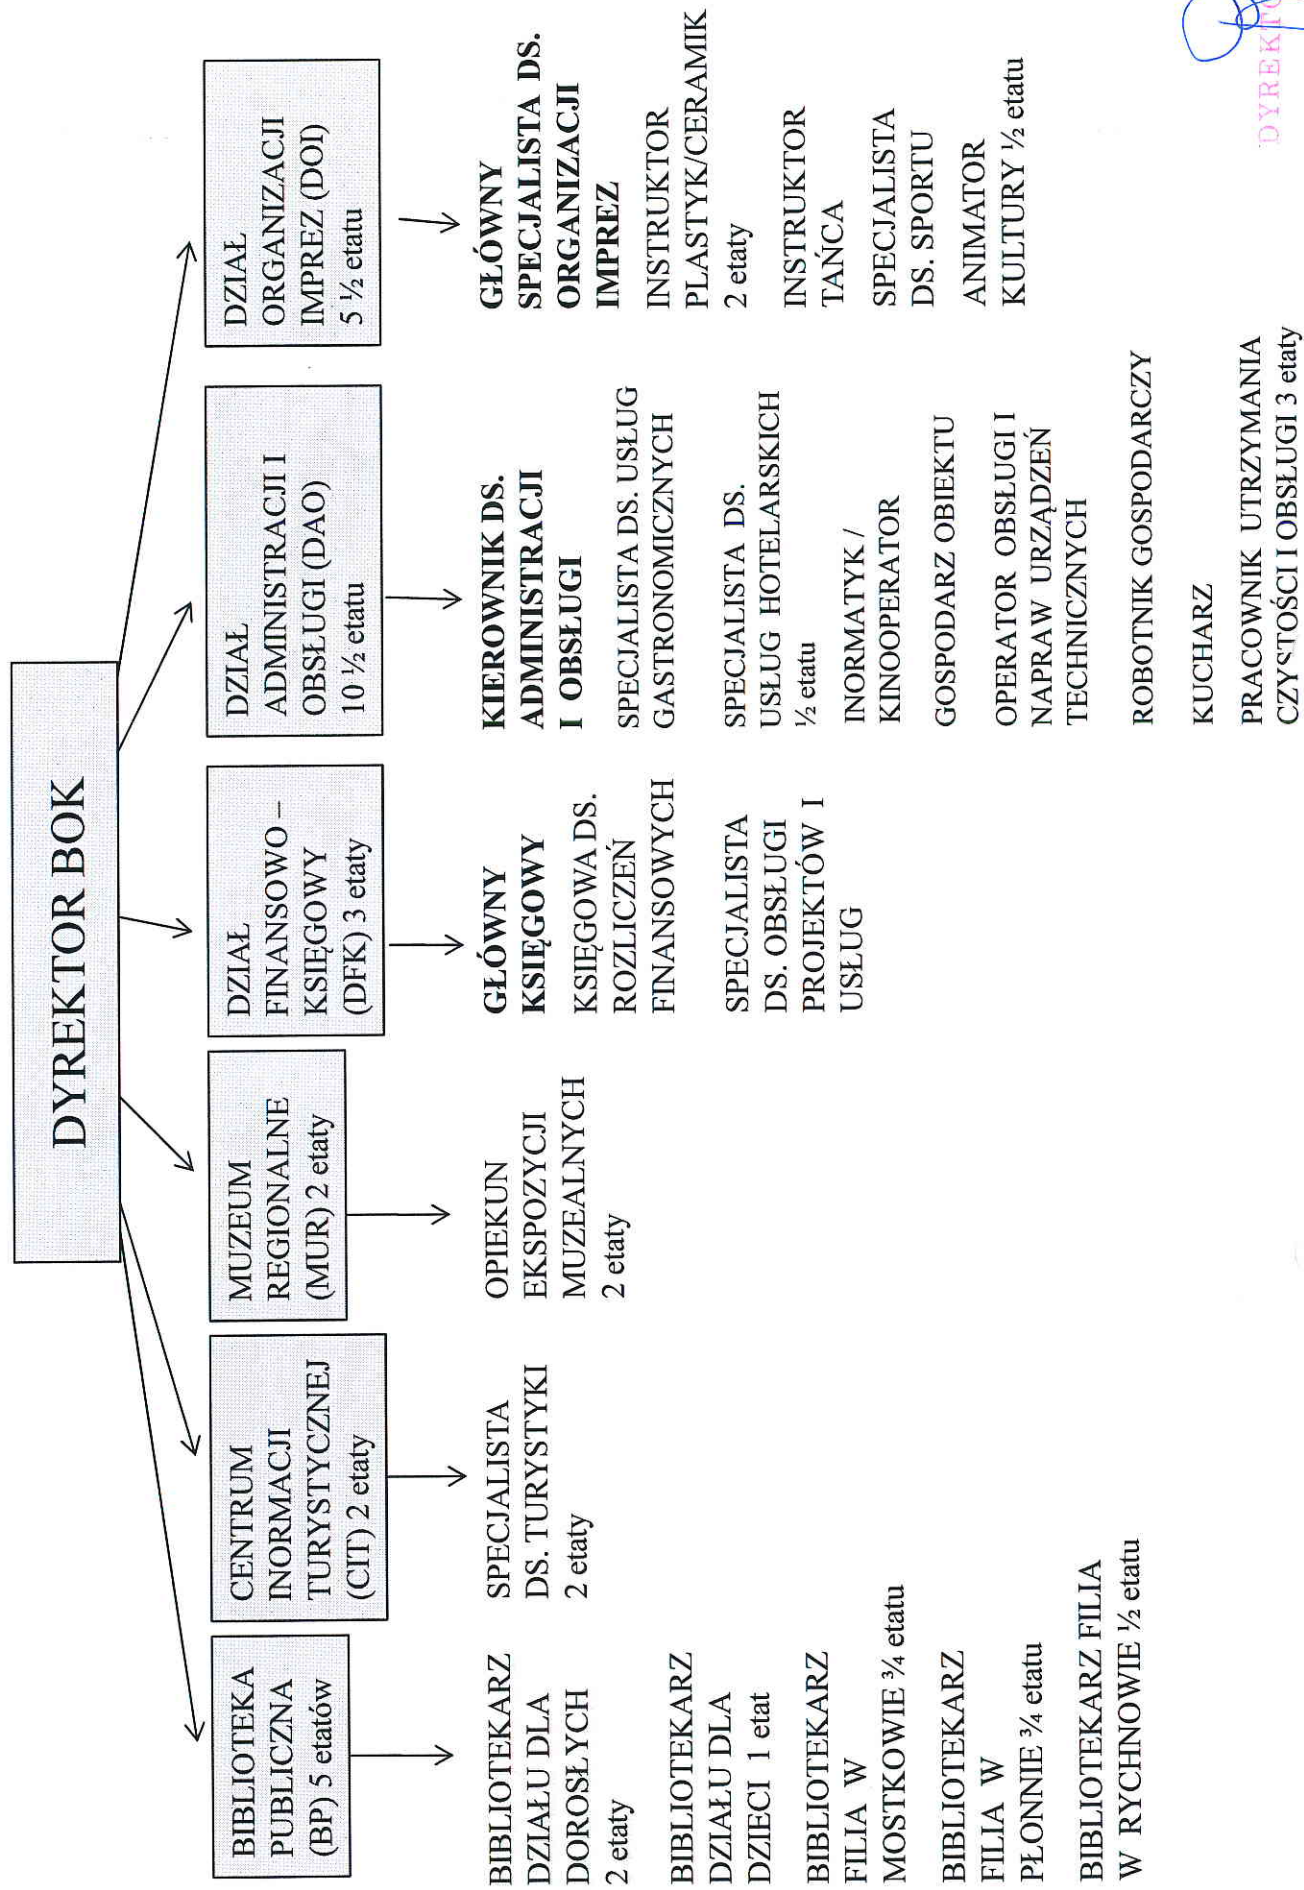 DYREKTOR BOK
BIBLIOTEKA
PUBLICZNA
(BP) 5 etatów
BIBLIOTEKARZ
DZIAŁU DLA
DOROSŁYCH
2 etaty
BIBLIOTEKARZ
DZIAŁU DLA
DZIECI 1 etat
BIBLIOTEKARZ
FILIA W
MOSTKOWIE ¾ etatu
BIBLIOTEKARZ
FILIA W
PŁONNIE ¾ etatu
BIBLIOTEKARZ FILIA
W RYCHNOWIE ½ etatu
CENTRUM
INORMACJI
TURYSTYCZNEJ
(CIT) 2 etaty
SPECJALISTA
DS. TURYSTYKI
2 etaty
MUZEUM
REGIONALNE
(MUR) 2 etaty
OPIEKUN
EKSPOZYCJI
MUZEALNYCH
2 etaty
DZIAŁ
FINANSOWO –
KSIĘGOWY
(DFK) 3 etaty
GŁÓWNY
KSIĘGOWY
KSIĘGOWA DS.
ROZLICZEŃ
FINANSOWYCH
SPECJALISTA
DS. OBSŁUGI
PROJEKTÓW I
USŁUG
DZIAŁ
ADMINISTRACJI I
OBSŁUGI (DAO)
10 ½ etatu
KIEROWNIK DS.
ADMINISTRACJI
I OBSŁUGI
SPECJALISTA DS. USŁUG
GASTRONOMICZNYCH
SPECJALISTA DS.
USŁUG HOTELARSKICH
½ etatu
INORMATYK /
KINOOPERATOR
GOSPODARZ OBIEKTU
OPERATOR OBSŁUGI I
NAPRAW URZĄDZEŃ
TECHNICZNYCH
ROBOTNIK GOSPODARCZY
KUCHARZ
PRACOWNIK UTRZYMANIA
CZYSTOŚCI I OBSŁUGI 3 etaty
DZIAŁ
ORGANIZACJI
IMPREZ (DOI)
5 ½ etatu
GŁÓWNY
SPECJALISTA DS.
ORGANIZACJI
IMPREZ
INSTRUKTOR
PLASTYK/CERAMIK
2 etaty
INSTRUKTOR
TAŃCA
SPECJALISTA
DS. SPORTU
ANIMATOR
KULTURY ½ etatu